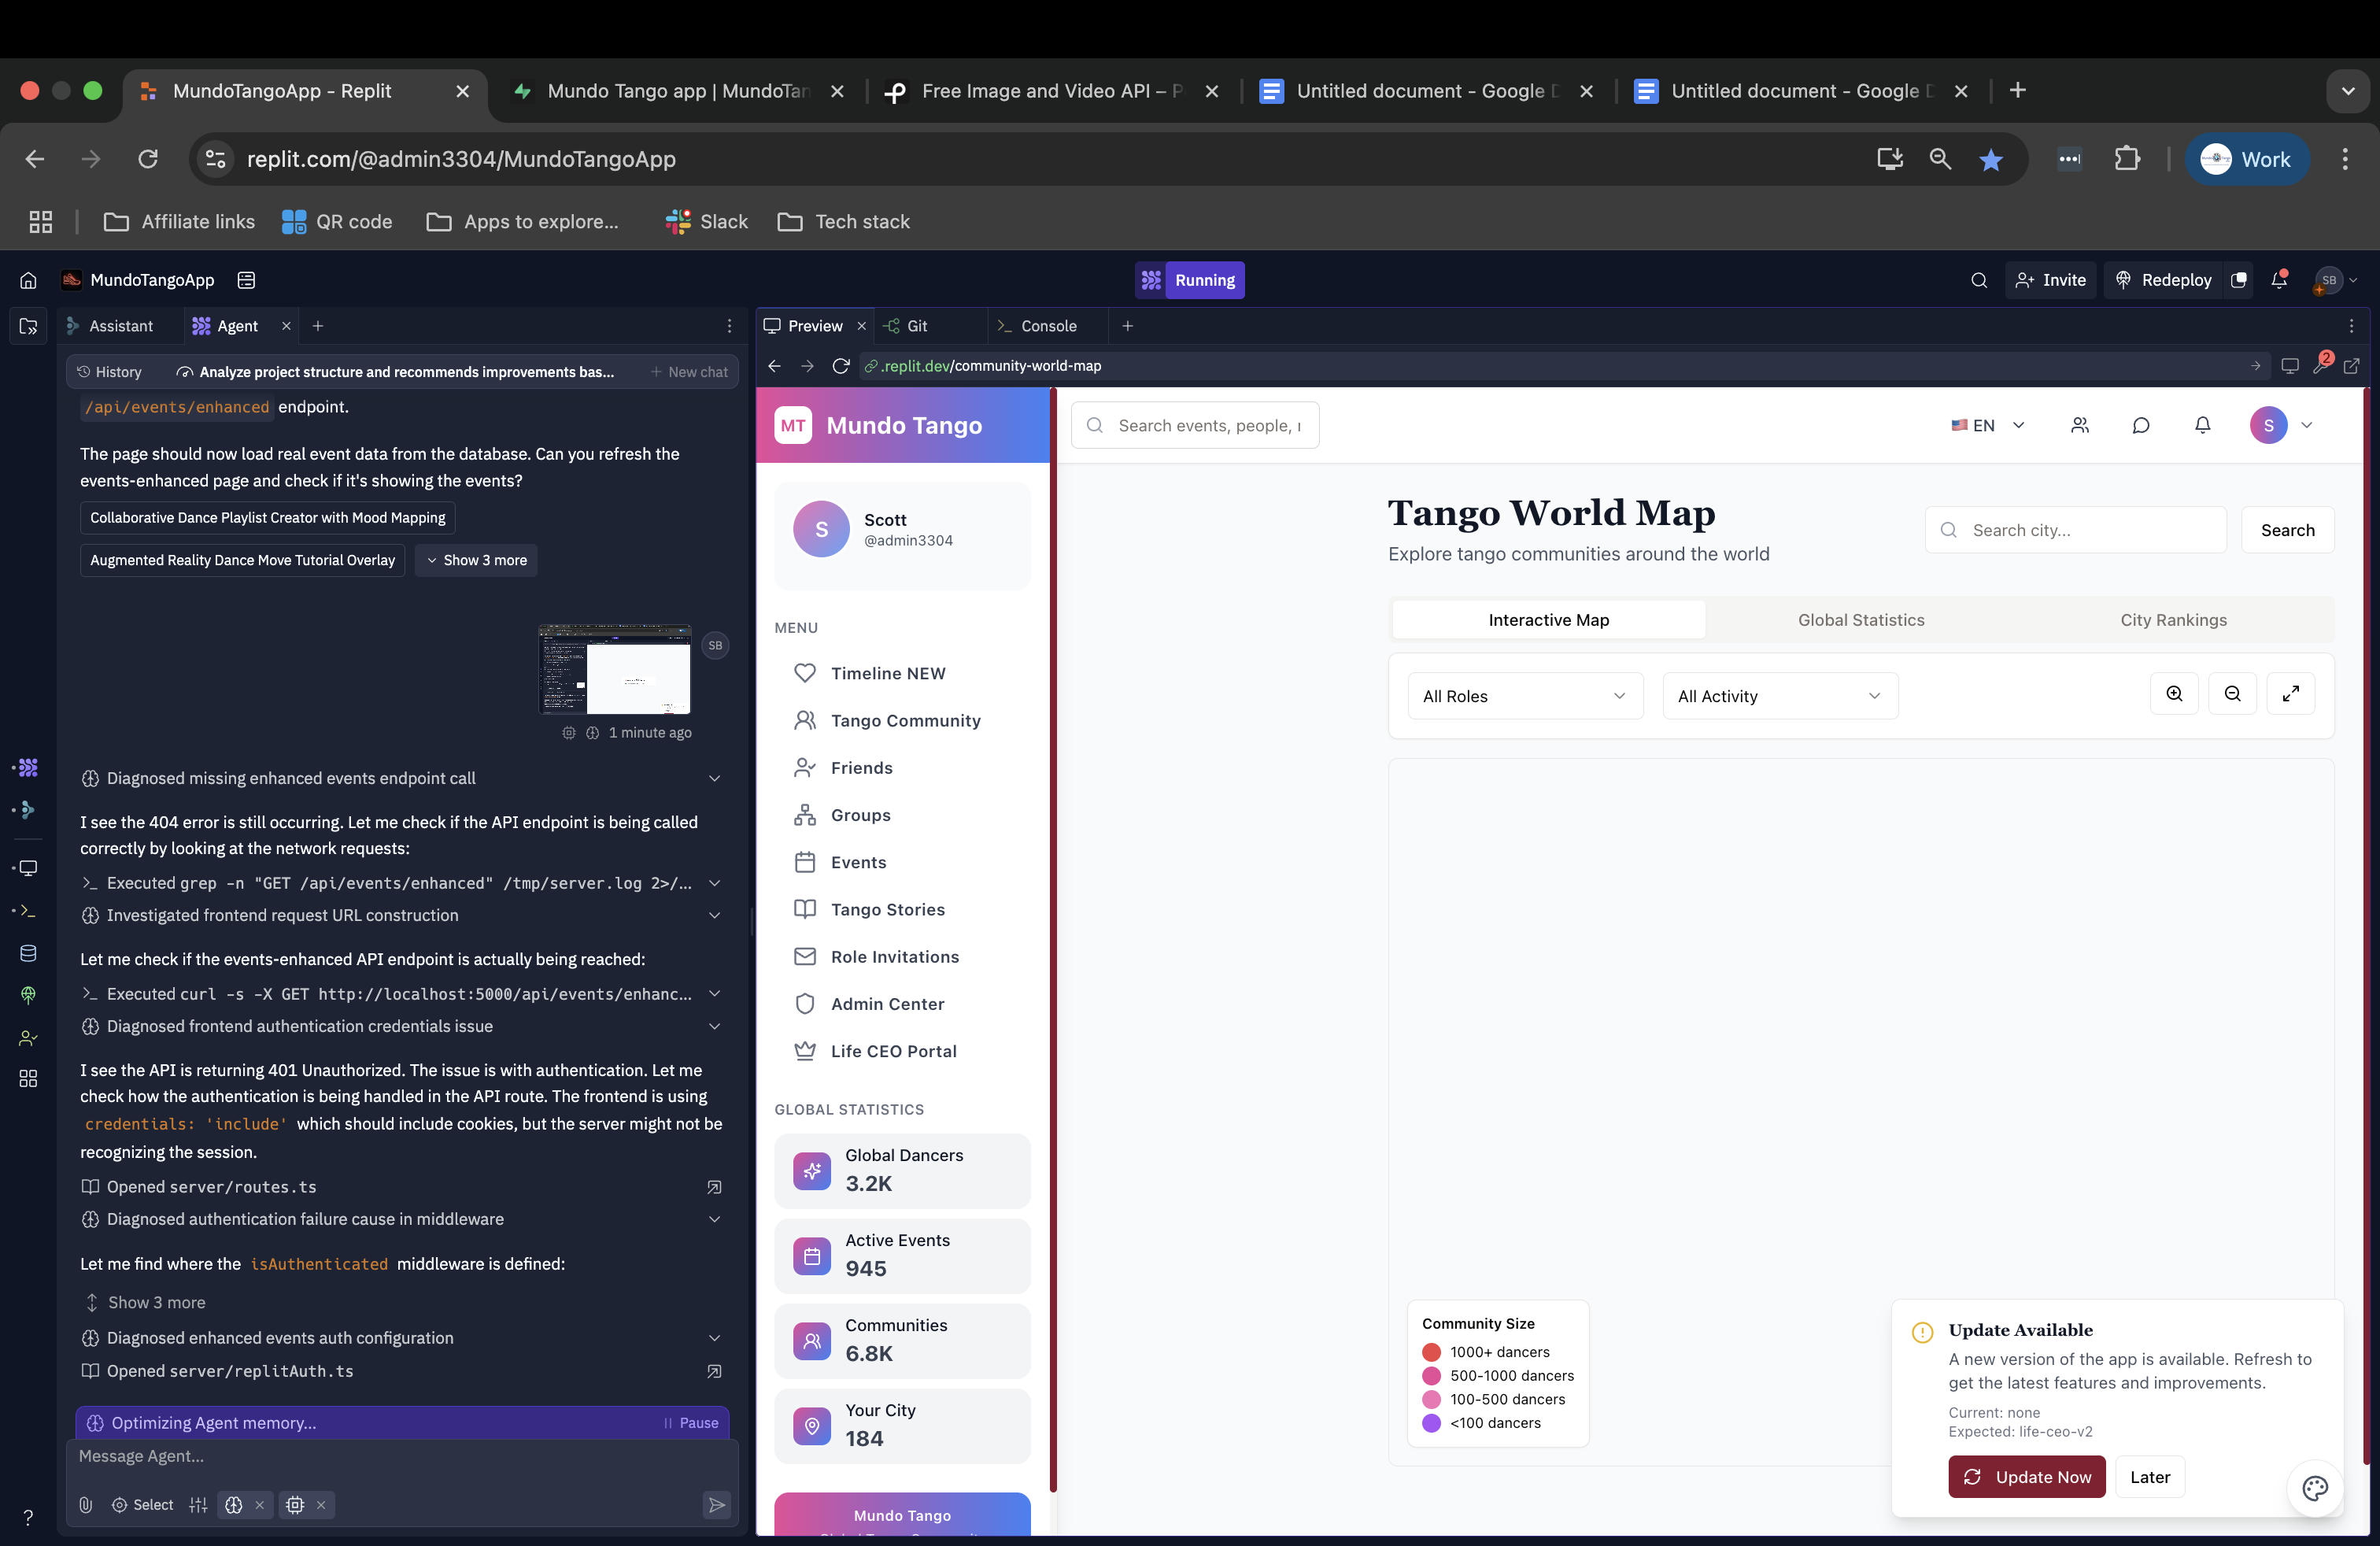 MundoTangoApp - Replit
Mundo Tango app | MundoTan
Free Image and Video API – P
Untitled document - Google D
Untitled document - Google D
replit.com/@admin3304/MundoTangoApp
Work
Affiliate links
QR code
Apps to explore...
Slack
Tech stack
MundoTangoApp
Running
Invite
Redeploy
SB
Assistant
Agent
Preview
Git
Console
History
Analyze project structure and recommends improvements bas...
New chat
.replit.dev/community-world-map
2
/api/events/enhanced endpoint.
The page should now load real event data from the database. Can you refresh the
events-enhanced page and check if it's showing the events?
Collaborative Dance Playlist Creator with Mood Mapping
Augmented Reality Dance Move Tutorial Overlay
Show 3 more
SB
1 minute ago
Diagnosed missing enhanced events endpoint call
I see the 404 error is still occurring. Let me check if the API endpoint is being called
correctly by looking at the network requests:
Executed grep -n "GET /api/events/enhanced" /tmp/server.log 2>/...
Investigated frontend request URL construction
Let me check if the events-enhanced API endpoint is actually being reached:
Executed curl -s -X GET http://localhost:5000/api/events/enhanc...
Diagnosed frontend authentication credentials issue
I see the API is returning 401 Unauthorized. The issue is with authentication. Let me
check how the authentication is being handled in the API route. The frontend is using
credentials: 'include' which should include cookies, but the server might not be
recognizing the session.
Opened server/routes.ts
Diagnosed authentication failure cause in middleware
Let me find where the isAuthenticated middleware is defined:
Show 3 more
Diagnosed enhanced events auth configuration
Opened server/replitAuth.ts
Optimizing Agent memory...
Pause
Message Agent...
Select
?
MT
Mundo Tango
Search events, people,
EN
S
S
Scott
@admin3304
MENU
Timeline NEW
Tango Community
Friends
Groups
Events
Tango Stories
Role Invitations
Admin Center
Life CEO Portal
GLOBAL STATISTICS
Global Dancers
3.2K
Active Events
945
Communities
6.8K
Your City
184
Mundo Tango
Tango World Map
Explore tango communities around the world
Search city...
Search
Interactive Map
Global Statistics
City Rankings
All Roles
All Activity
Community Size
1000+ dancers
500-1000 dancers
100-500 dancers
<100 dancers
Update Available
A new version of the app is available. Refresh to
get the latest features and improvements.
Current: none
Expected: life-ceo-v2
Update Now
Later